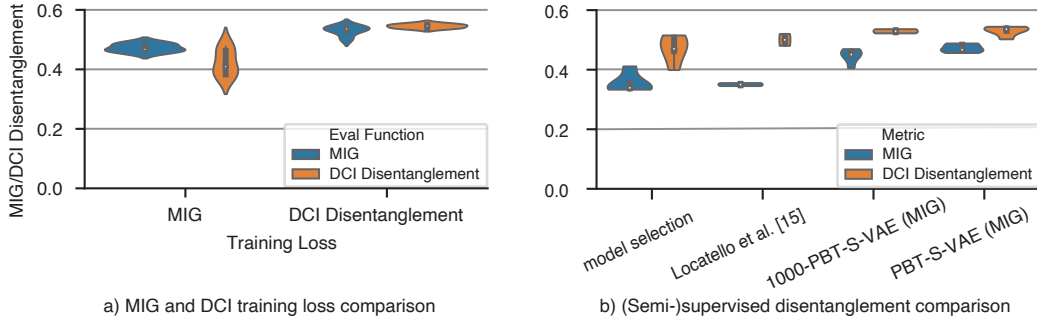 MIG/DCI Disentanglement
0.6
0.4
0.2
0.0
Eval Function
MIG
DCI Disentanglement
MIG
DCI Disentanglement
Training Loss
a) MIG and DCI training loss comparison
0.6
0.4
0.2
0.0
Metric
MIG
DCI Disentanglement
model selection
Locatello et al. [15]
1000-PBT-S-VAE (MIG)
PBT-S-VAE (MIG)
b) (Semi-)supervised disentanglement comparison